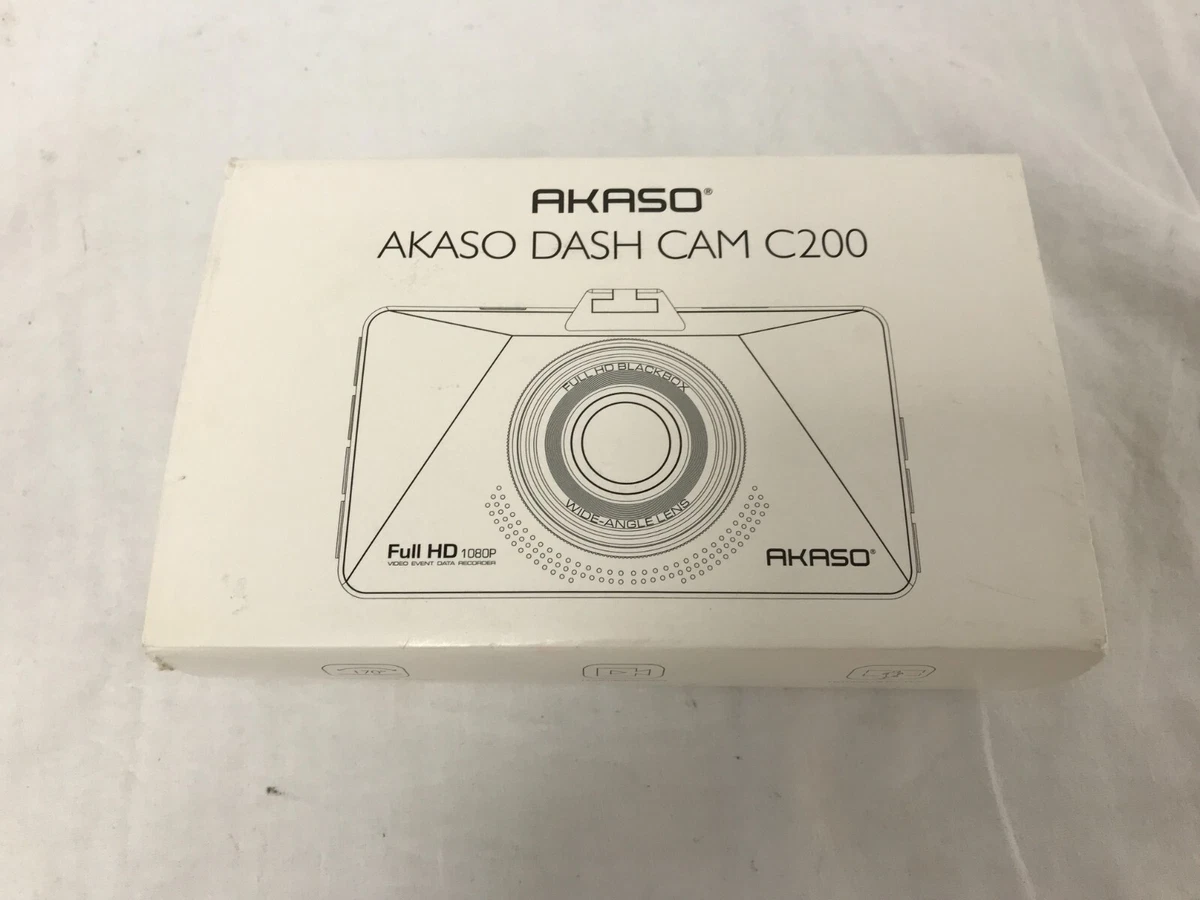 AKASO®
AKASO DASH CAM C200
FULL HD BLACKBOX
WIDE-ANGLE LENS
Full HD 1080P
VIDEO EVENT DATA RECORDER
AKASO®
170°